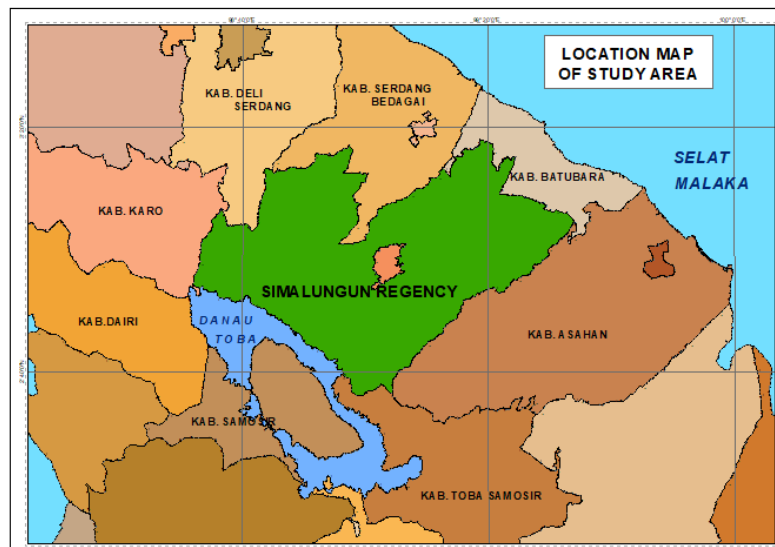 LOCATION MAP
OF STUDY AREA
KAB. DELI
SERDANG
KAB. SERDANG
BEDAGAI
SELAT
MALAKA
KAB. BATUBARA
KAB. KARO
SIMALUNGUN REGENCY
DANAU
TOBA
KAB.DAIRI
KAB. ASAHAN
KAB. SAMOSIR
KAB. TOBA SAMOSIR